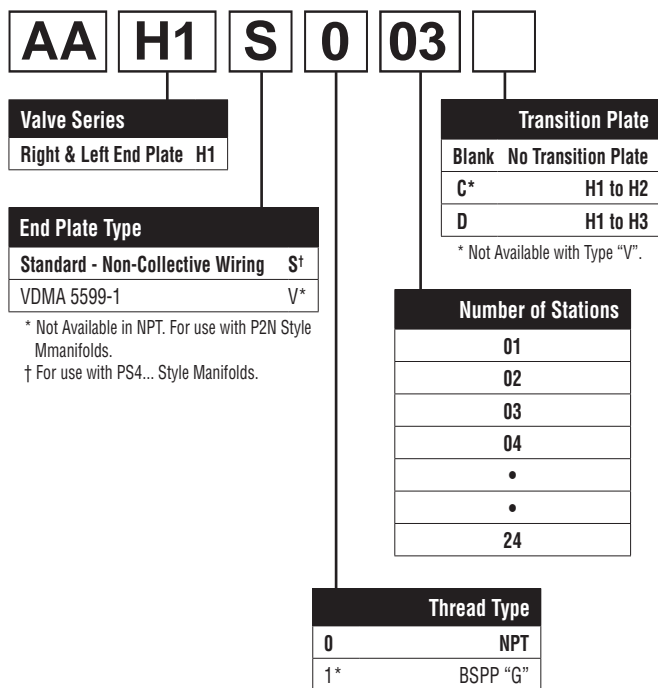 AA H1 S 0 03
Valve Series
Right & Left End Plate H1
End Plate Type
Standard - Non-Collective Wiring S†
VDMA 5599-1 V*
* Not Available in NPT. For use with P2N Style
Mmanifolds.
† For use with PS4... Style Manifolds.
Transition Plate
Blank No Transition Plate
C* H1 to H2
D H1 to H3
* Not Available with Type “V”.
Number of Stations
01
02
03
04
•
•
24
Thread Type
0 NPT
1* BSPP “G”